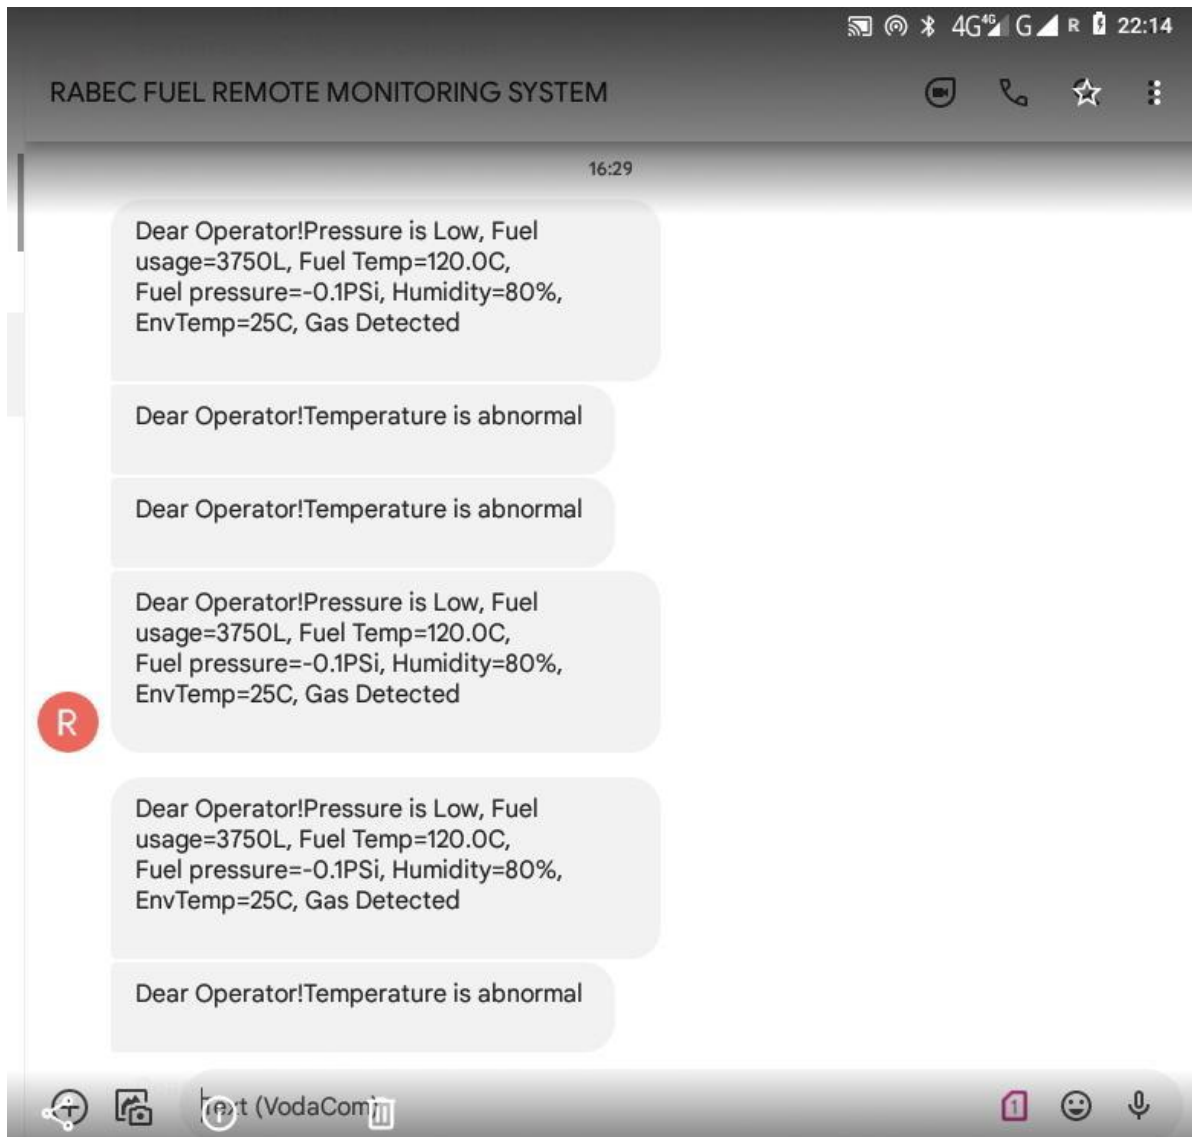 4G 4G G R 22:14
RABEC FUEL REMOTE MONITORING SYSTEM
16:29
Dear Operator!Pressure is Low, Fuel
usage=3750L, Fuel Temp=120.0C,
Fuel pressure=-0.1PSi, Humidity=80%,
EnvTemp=25C, Gas Detected
Dear Operator!Temperature is abnormal
Dear Operator!Temperature is abnormal
Dear Operator!Pressure is Low, Fuel
usage=3750L, Fuel Temp=120.0C,
Fuel pressure=-0.1PSi, Humidity=80%,
EnvTemp=25C, Gas Detected
R
Dear Operator!Pressure is Low, Fuel
usage=3750L, Fuel Temp=120.0C,
Fuel pressure=-0.1PSi, Humidity=80%,
EnvTemp=25C, Gas Detected
Dear Operator!Temperature is abnormal
Text (VodaCom)
1